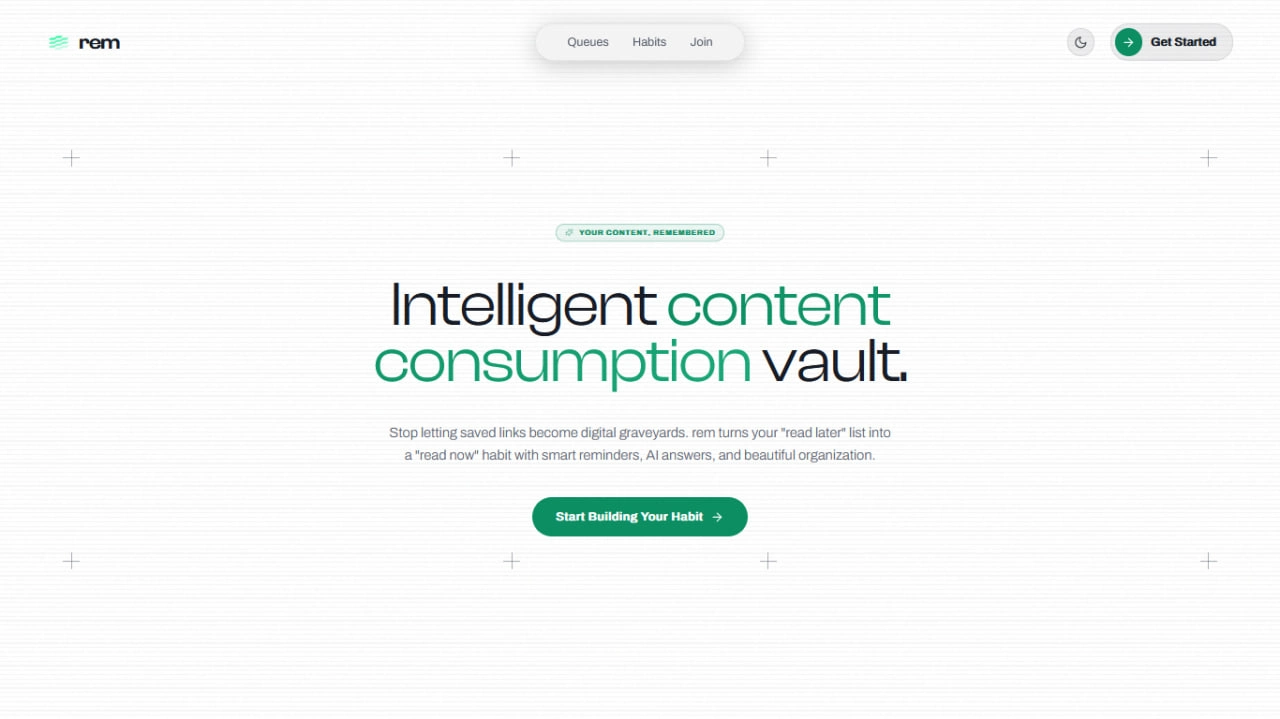 rem
Queues Habits Join
Get Started
YOUR CONTENT, REMEMBERED
Intelligent content
consumption vault.
Stop letting saved links become digital graveyards. rem turns your "read later" list into
a "read now" habit with smart reminders, AI answers, and beautiful organization.
Start Building Your Habit